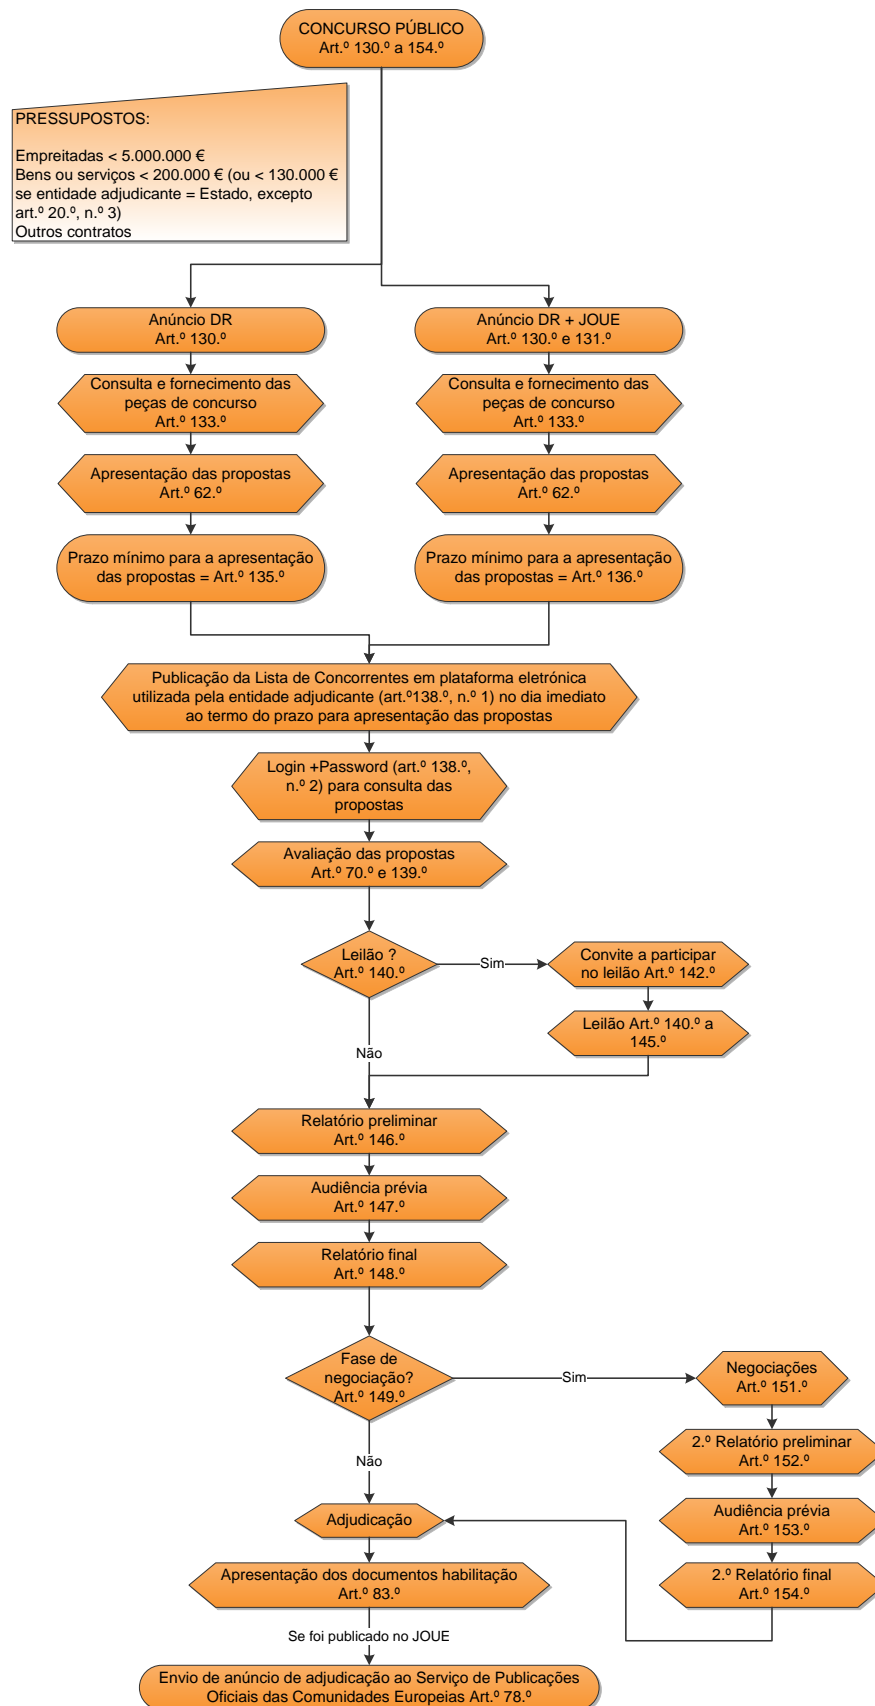 CONCURSO PÚBLICO
Art.º 130.º a 154.º
PRESSUPOSTOS:
Empreitadas < 5.000.000 €
Bens ou serviços < 200.000 € (ou < 130.000 €
se entidade adjudicante = Estado, excepto
art.º 20.º, n.º 3)
Outros contratos
Anúncio DR
Art.º 130.º
Anúncio DR + JOUE
Art.º 130.º e 131.º
Consulta e fornecimento das
peças de concurso
Art.º 133.º
Consulta e fornecimento das
peças de concurso
Art.º 133.º
Apresentação das propostas
Art.º 62.º
Apresentação das propostas
Art.º 62.º
Prazo mínimo para a apresentação
das propostas = Art.º 135.º
Prazo mínimo para a apresentação
das propostas = Art.º 136.º
Publicação da Lista de Concorrentes em plataforma eletrónica
utilizada pela entidade adjudicante (art.º138.º, n.º 1) no dia imediato
ao termo do prazo para apresentação das propostas
Login +Password (art.º 138.º,
n.º 2) para consulta das
propostas
Avaliação das propostas
Art.º 70.º e 139.º
Leilão ?
Art.º 140.º
Sim
Convite a participar
no leilão Art.º 142.º
Leilão Art.º 140.º a
145.º
Não
Relatório preliminar
Art.º 146.º
Audiência prévia
Art.º 147.º
Relatório final
Art.º 148.º
Fase de
negociação?
Art.º 149.º
Sim
Negociações
Art.º 151.º
2.º Relatório preliminar
Art.º 152.º
Não
Audiência prévia
Art.º 153.º
Adjudicação
2.º Relatório final
Art.º 154.º
Apresentação dos documentos habilitação
Art.º 83.º
Se foi publicado no JOUE
Envio de anúncio de adjudicação ao Serviço de Publicações
Oficiais das Comunidades Europeias Art.º 78.º